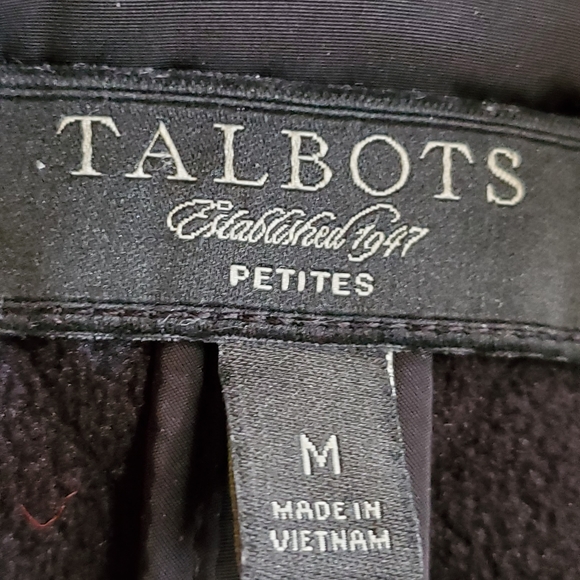 TALBOTS
Established 1947
PETITES
M
MADE IN
VIETNAM